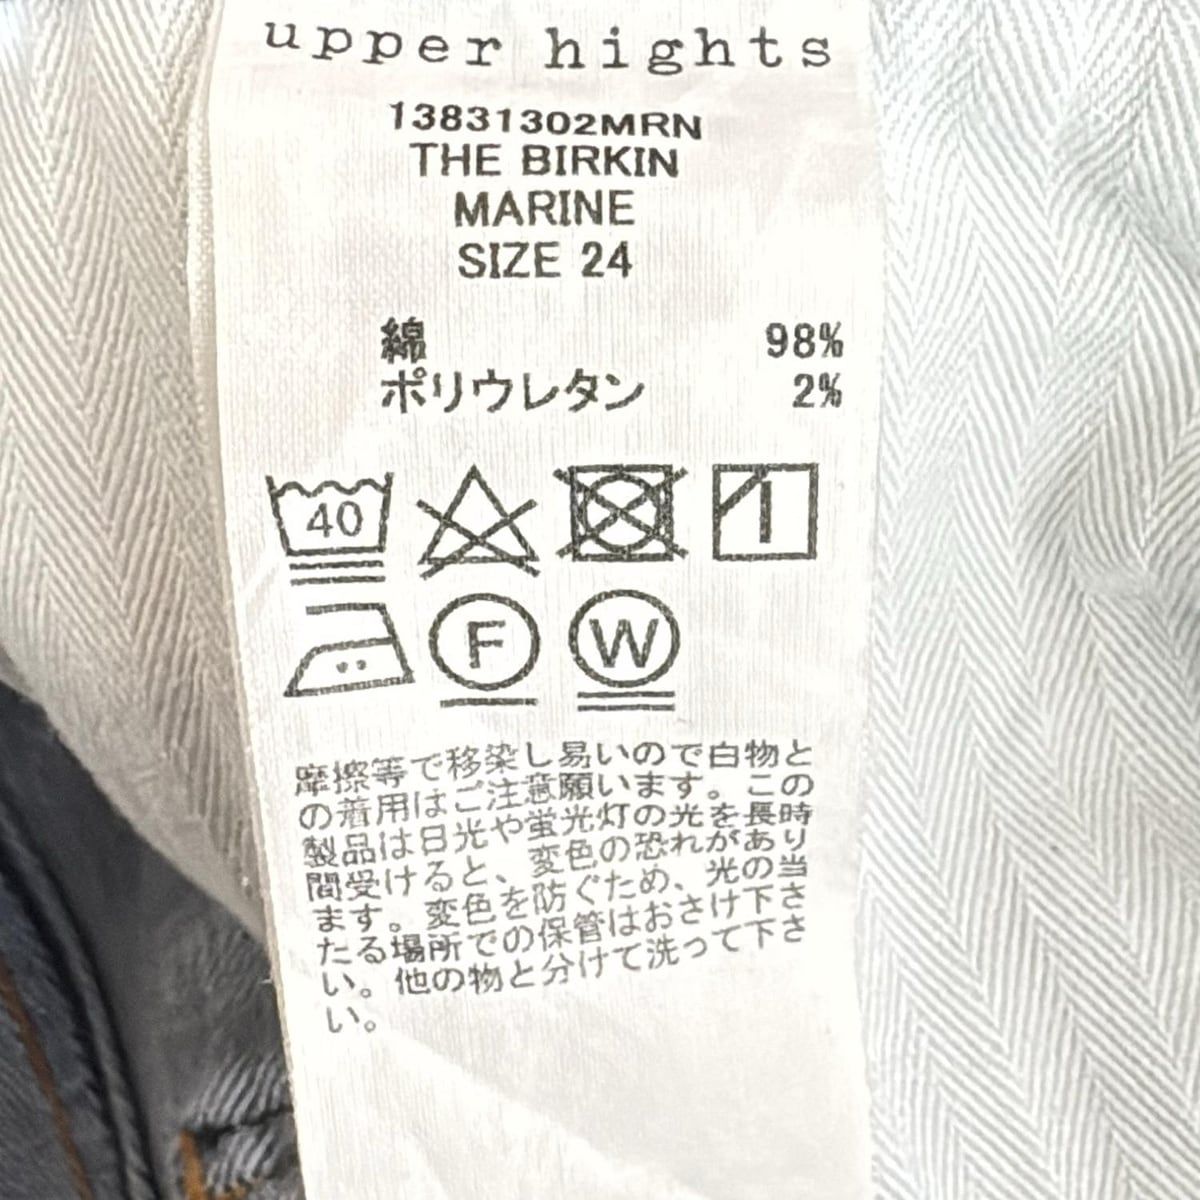 upper hights
13831302MRN
THE BIRKIN
MARINE
SIZE 24
綿 98%
ポリウレタン 2%
40
F W
摩擦等で移染し易いので白物と
の着用はご注意願います。この
製品は日光や蛍光灯の光を長時
間受けると、変色の恐れがあり
ます。変色を防ぐため、光の当
たる場所での保管はおさけ下さ
い。他の物と分けて洗って下さ
い。